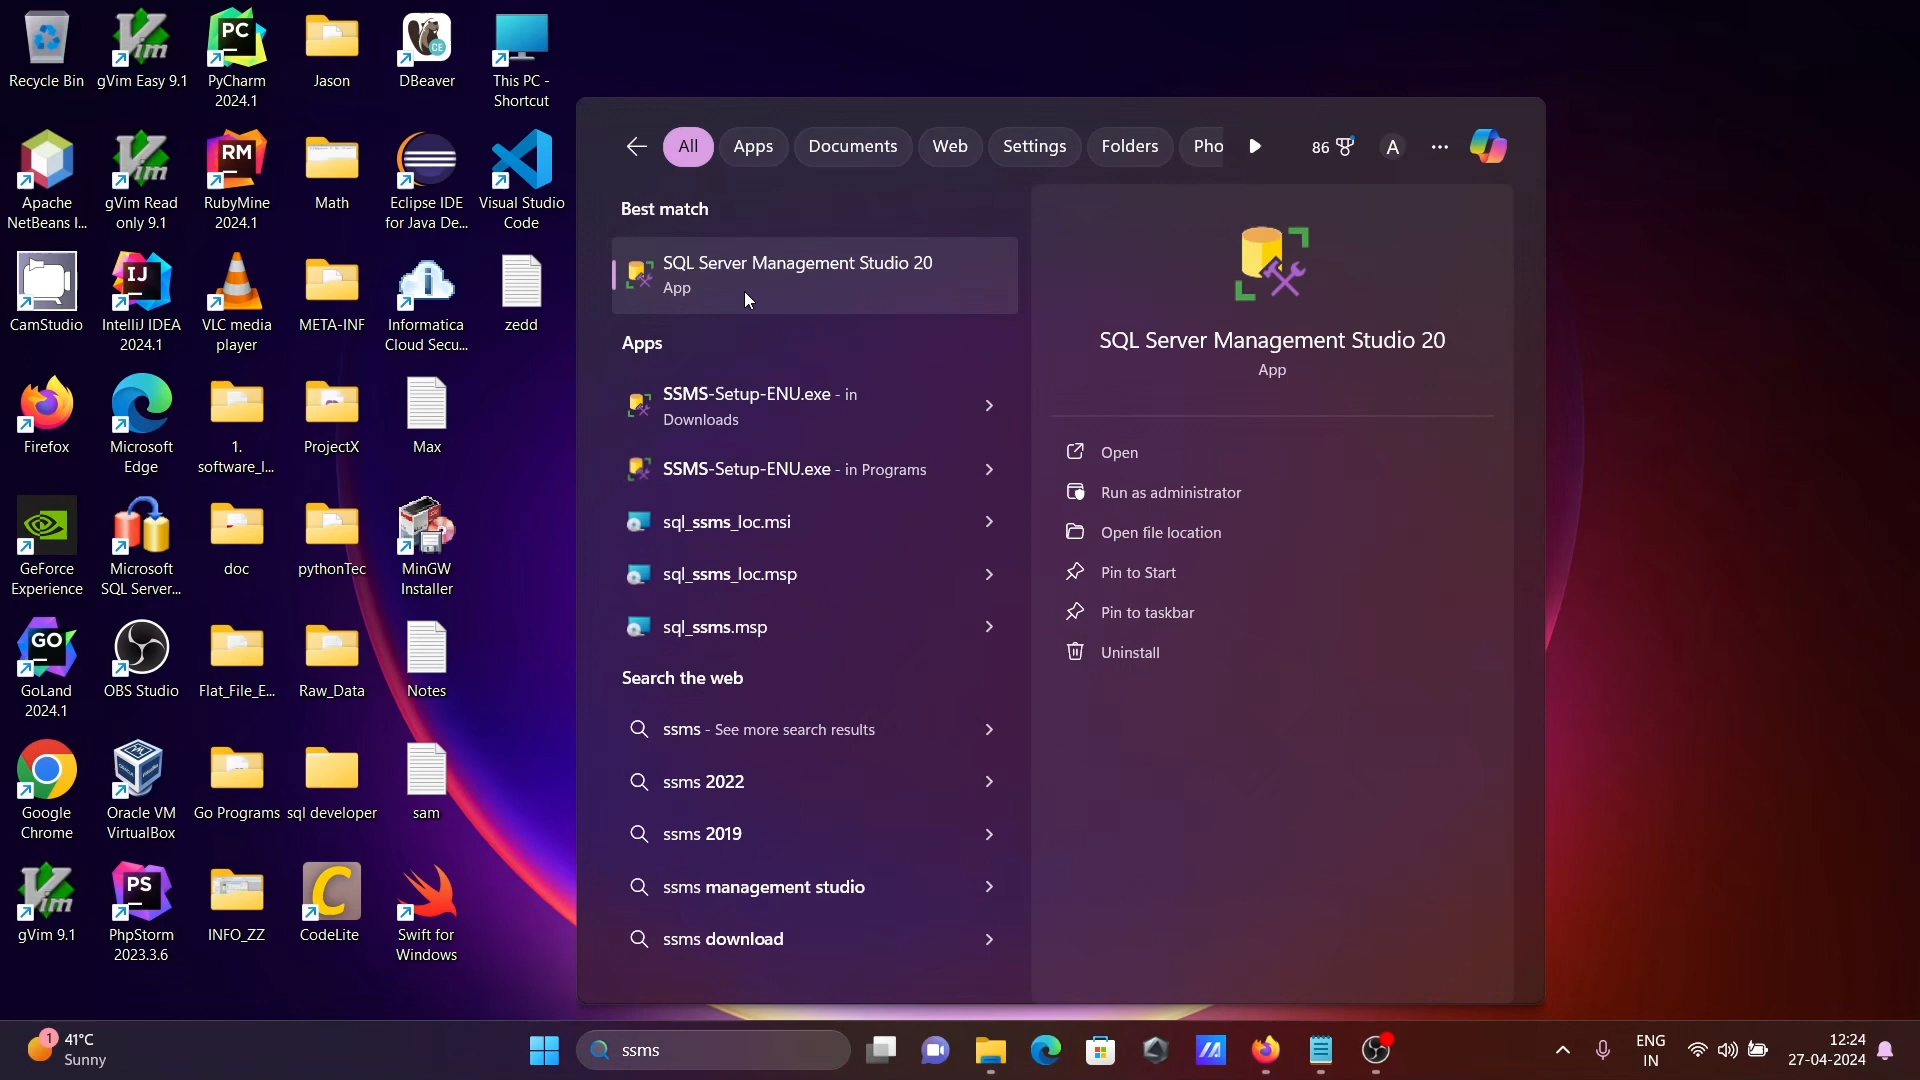 Recycle Bin
gVim Easy 9.1
PC
PyCharm
2024.1
Jason
CE
DBeaver
This PC -
Shortcut
Apache
NetBeans I...
gVim Read
only 9.1
RM
RubyMine
2024.1
Math
Eclipse IDE
for Java De...
Visual Studio
Code
CamStudio
IJ
IntelliJ IDEA
2024.1
VLC media
player
META-INF
Informatica
Cloud Secu...
zedd
Firefox
Microsoft
Edge
1.
software_I...
ProjectX
Max
GeForce
Experience
Microsoft
SQL Server...
doc
pythonTec
MinGW
Installer
GO
GoLand
2024.1
OBS Studio
Flat_File_E...
Raw_Data
Notes
Google
Chrome
Oracle VM
VirtualBox
Go Programs
sql developer
sam
gVim 9.1
PS
PhpStorm
2023.3.6
INFO_ZZ
C
CodeLite
Swift for
Windows
All
Apps
Documents
Web
Settings
Folders
Pho
86
A
Best match
SQL Server Management Studio 20
App
Apps
SSMS-Setup-ENU.exe - in
Downloads
SSMS-Setup-ENU.exe - in Programs
sql_ssms_loc.msi
sql_ssms_loc.msp
sql_ssms.msp
Search the web
ssms - See more search results
ssms 2022
ssms 2019
ssms management studio
ssms download
SQL Server Management Studio 20
App
Open
Run as administrator
Open file location
Pin to Start
Pin to taskbar
Uninstall
1
41°C
Sunny
ssms
ENG
IN
12:24
27-04-2024